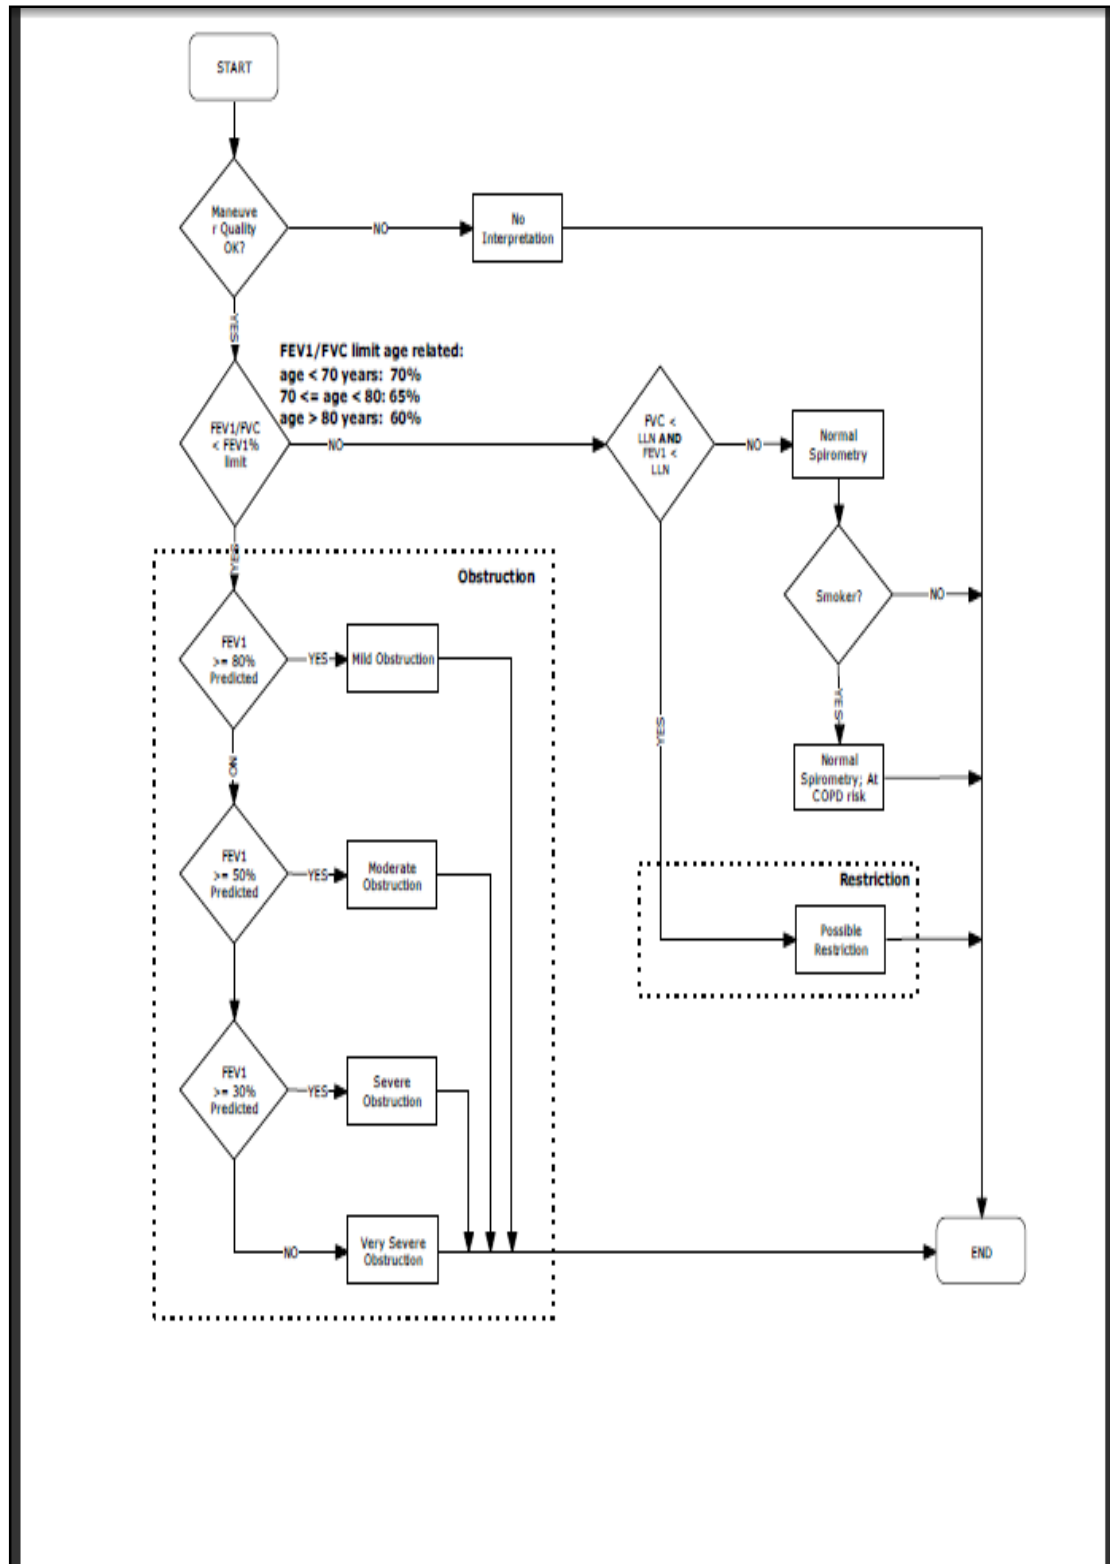 START
Maneuve
r Quality
OK?
NO
No
Interpretation
YES
FEV1/FVC limit age related:
age < 70 years: 70%
70 <= age < 80: 65%
age > 80 years: 60%
FEV1/FVC
< FEV1%
limit
NO
FVC <
LLN AND
FEV1 <
LLN
NO
Normal
Spirometry
YES
Obstruction
Smoker?
NO
FEV1
>= 80%
Predicted
YES
Mild Obstruction
YES
YES
NO
Normal
Spirometry; At
COPD risk
FEV1
>= 50%
Predicted
YES
Moderate
Obstruction
Restriction
Possible
Restriction
FEV1
>= 30%
Predicted
YES
Severe
Obstruction
NO
Very Severe
Obstruction
END